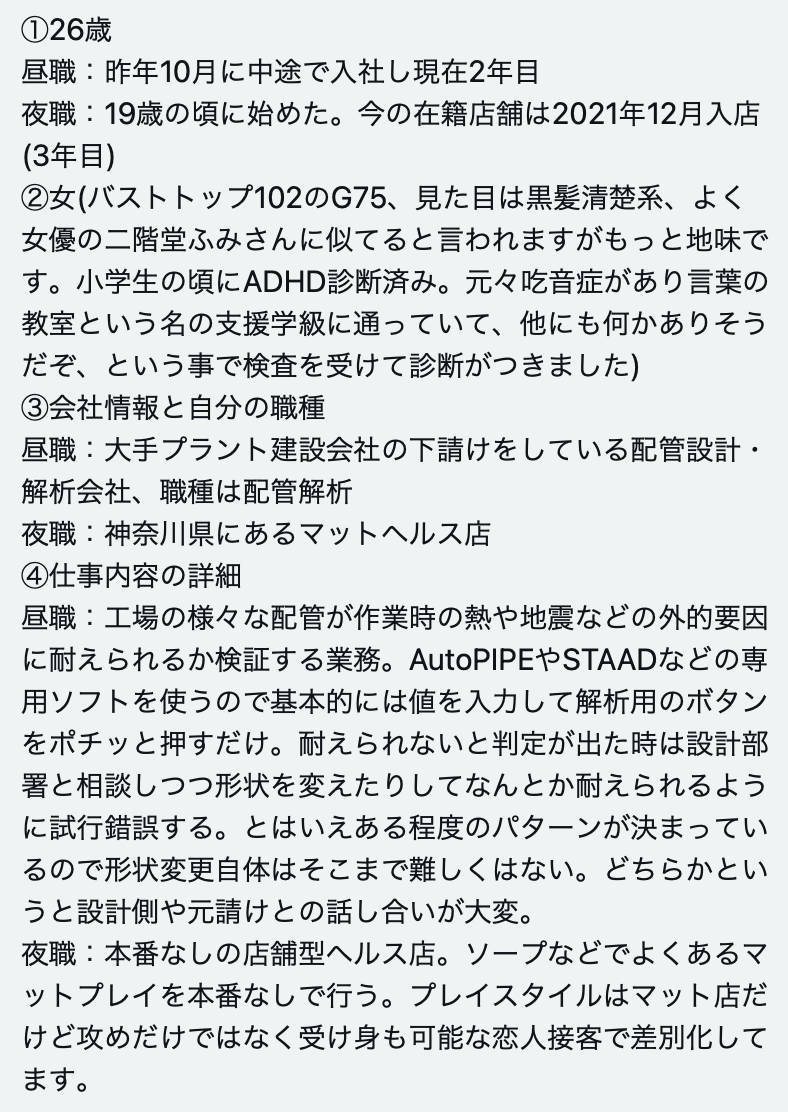 ①26歳
昼職：昨年10月に中途で入社し現在2年目
夜職：19歳の頃に始めた。今の在籍店舗は2021年12月入店
(3年目)
②女(バストトップ102のG75、見た目は黒髪清楚系、よく
女優の二階堂ふみさんに似てると言われますがもっと地味で
す。小学生の頃にADHD診断済み。元々吃音症があり言葉の
教室という名の支援学級に通っていて、他にも何かありそう
だぞ、という事で検査を受けて診断がつきました)
③会社情報と自分の職種
昼職：大手プラント建設会社の下請けをしている配管設計・
解析会社、職種は配管解析
夜職：神奈川県にあるマットヘルス店
④仕事内容の詳細
昼職：工場の様々な配管が作業時の熱や地震などの外的要因
に耐えられるか検証する業務。AutoPIPEやSTAADなどの専
用ソフトを使うので基本的には値を入力して解析用のボタン
をポチッと押すだけ。耐えられないと判定が出た時は設計部
署と相談しつつ形状を変えたりしてなんとか耐えられるよう
に試行錯誤する。とはいえある程度のパターンが決まってい
るので形状変更自体はそこまで難しくはない。どちらかとい
うと設計側や元請けとの話し合いが大変。
夜職：本番なしの店舗型ヘルス店。ソープなどでよくあるマ
ットプレイを本番なしで行う。プレイスタイルはマット店だ
けど攻めだけではなく受け身も可能な恋人接客で差別化して
ます。